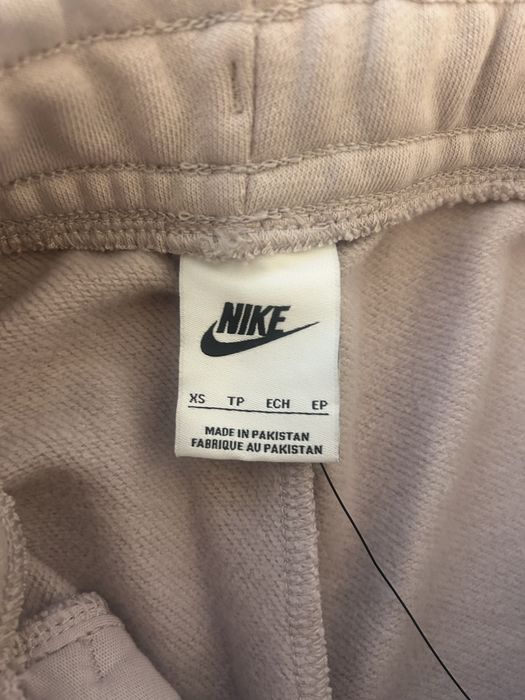 NIKE
XS TP ECH EP
MADE IN PAKISTAN
FABRIQUE AU PAKISTAN